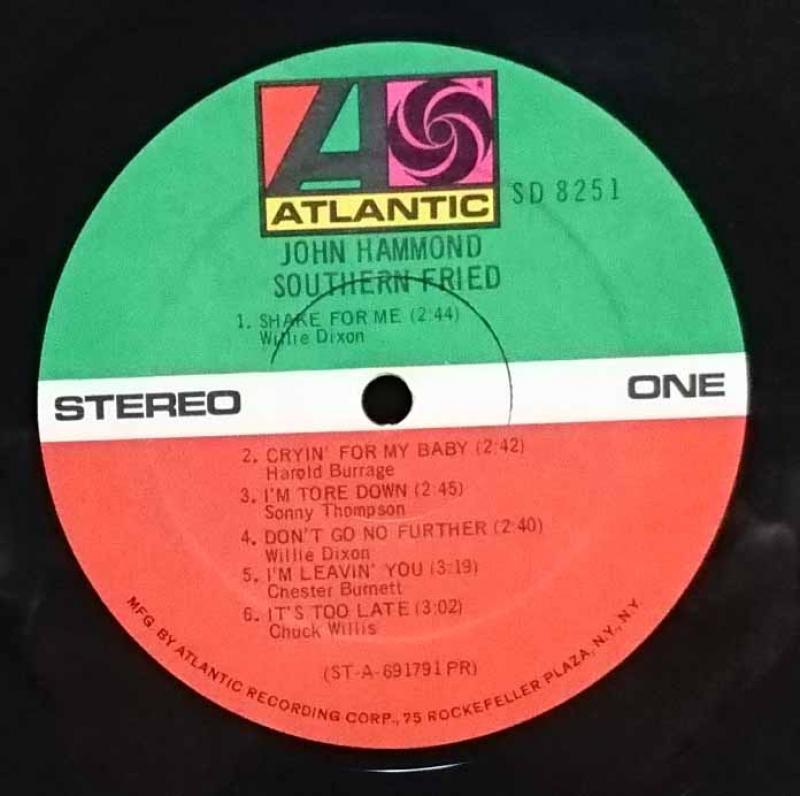 ATLANTIC
SD 8251
JOHN HAMMOND
SOUTHERN FRIED
1. SHAKE FOR ME (2:44)
Willie Dixon
STEREO
ONE
2. CRYIN' FOR MY BABY (2:42)
Harold Burrage
3. I'M TORE DOWN (2:45)
Sonny Thompson
4. DON'T GO NO FURTHER (2:40)
Willie Dixon
5. I'M LEAVIN' YOU (3:19)
Chester Burnett
6. IT'S TOO LATE (3:02)
Chuck Willis
(ST-A-691791 PR)
MFG BY ATLANTIC RECORDING CORP., 75 ROCKEFELLER PLAZA, N.Y., N.Y